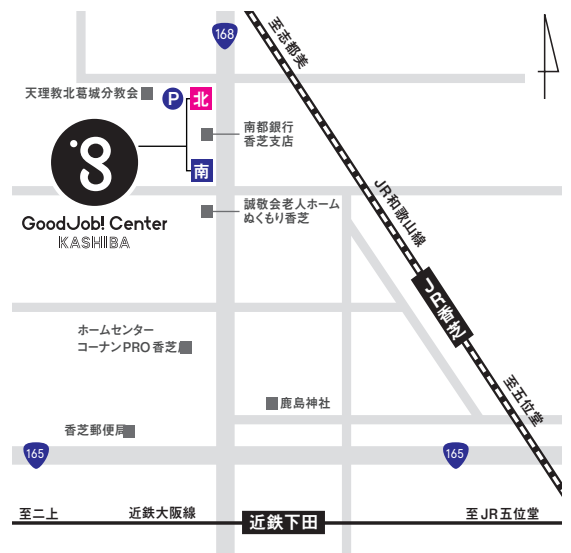 168
至志都美
天理教北葛城分教会
P
北
南都銀行
香芝支店
南
GoodJob! Center
KASHIBA
誠敬会老人ホーム
ぬくもり香芝
JR和歌山線
JR香芝
ホームセンター
コーナンPRO香芝店
至五位堂
鹿島神社
香芝郵便局
165
165
至二上
近鉄大阪線
近鉄下田
至JR五位堂